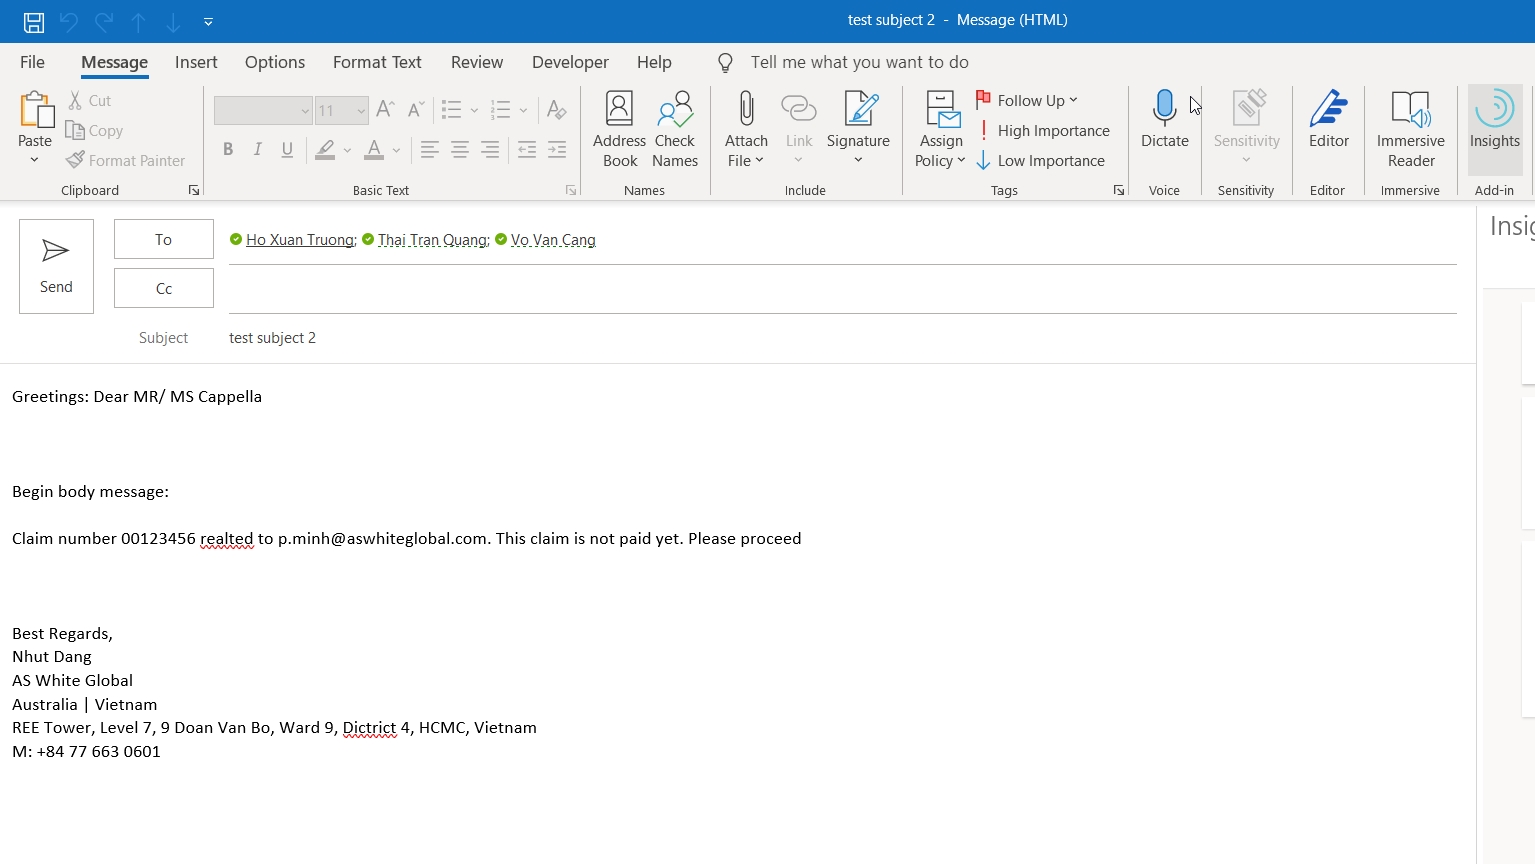 test subject 2 - Message (HTML)
File Message Insert Options Format Text Review Developer Help Tell me what you want to do
Paste Cut Copy Format Painter
Clipboard
11
B I U A
Basic Text
Address Book Check Names
Names
Attach File Link Signature
Include
Assign Policy Follow Up High Importance Low Importance
Tags
Dictate
Voice
Sensitivity
Sensitivity
Editor
Editor
Immersive Reader
Immersive
Insights
Add-in
Send
To Ho Xuan Truong; Thai Tran Quang; Vo Van Cang
Cc
Subject test subject 2
Greetings: Dear MR/ MS Cappella
Begin body message:
Claim number 00123456 realted to p.minh@aswhiteglobal.com. This claim is not paid yet. Please proceed
Best Regards,
Nhut Dang
AS White Global
Australia | Vietnam
REE Tower, Level 7, 9 Doan Van Bo, Ward 9, Dictrict 4, HCMC, Vietnam
M: +84 77 663 0601